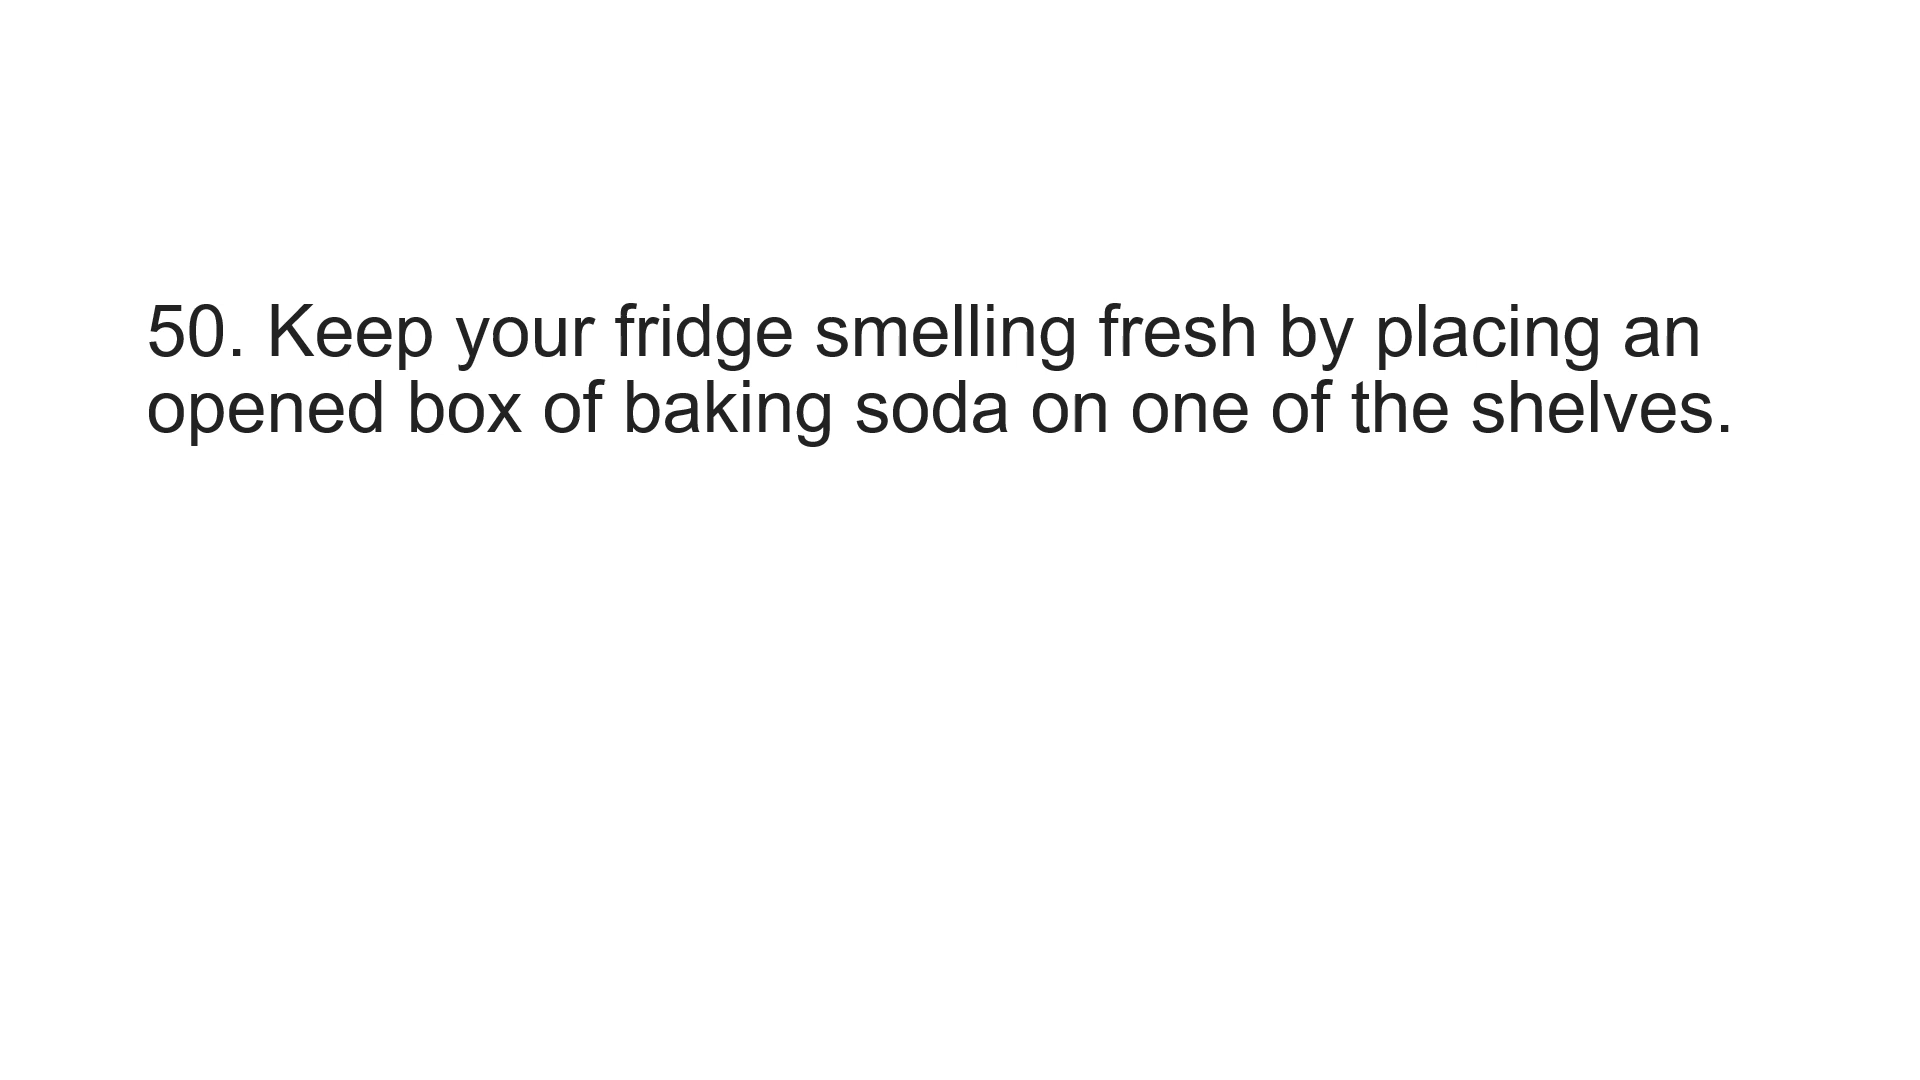 50. Keep your fridge smelling fresh by placing an
opened box of baking soda on one of the shelves.